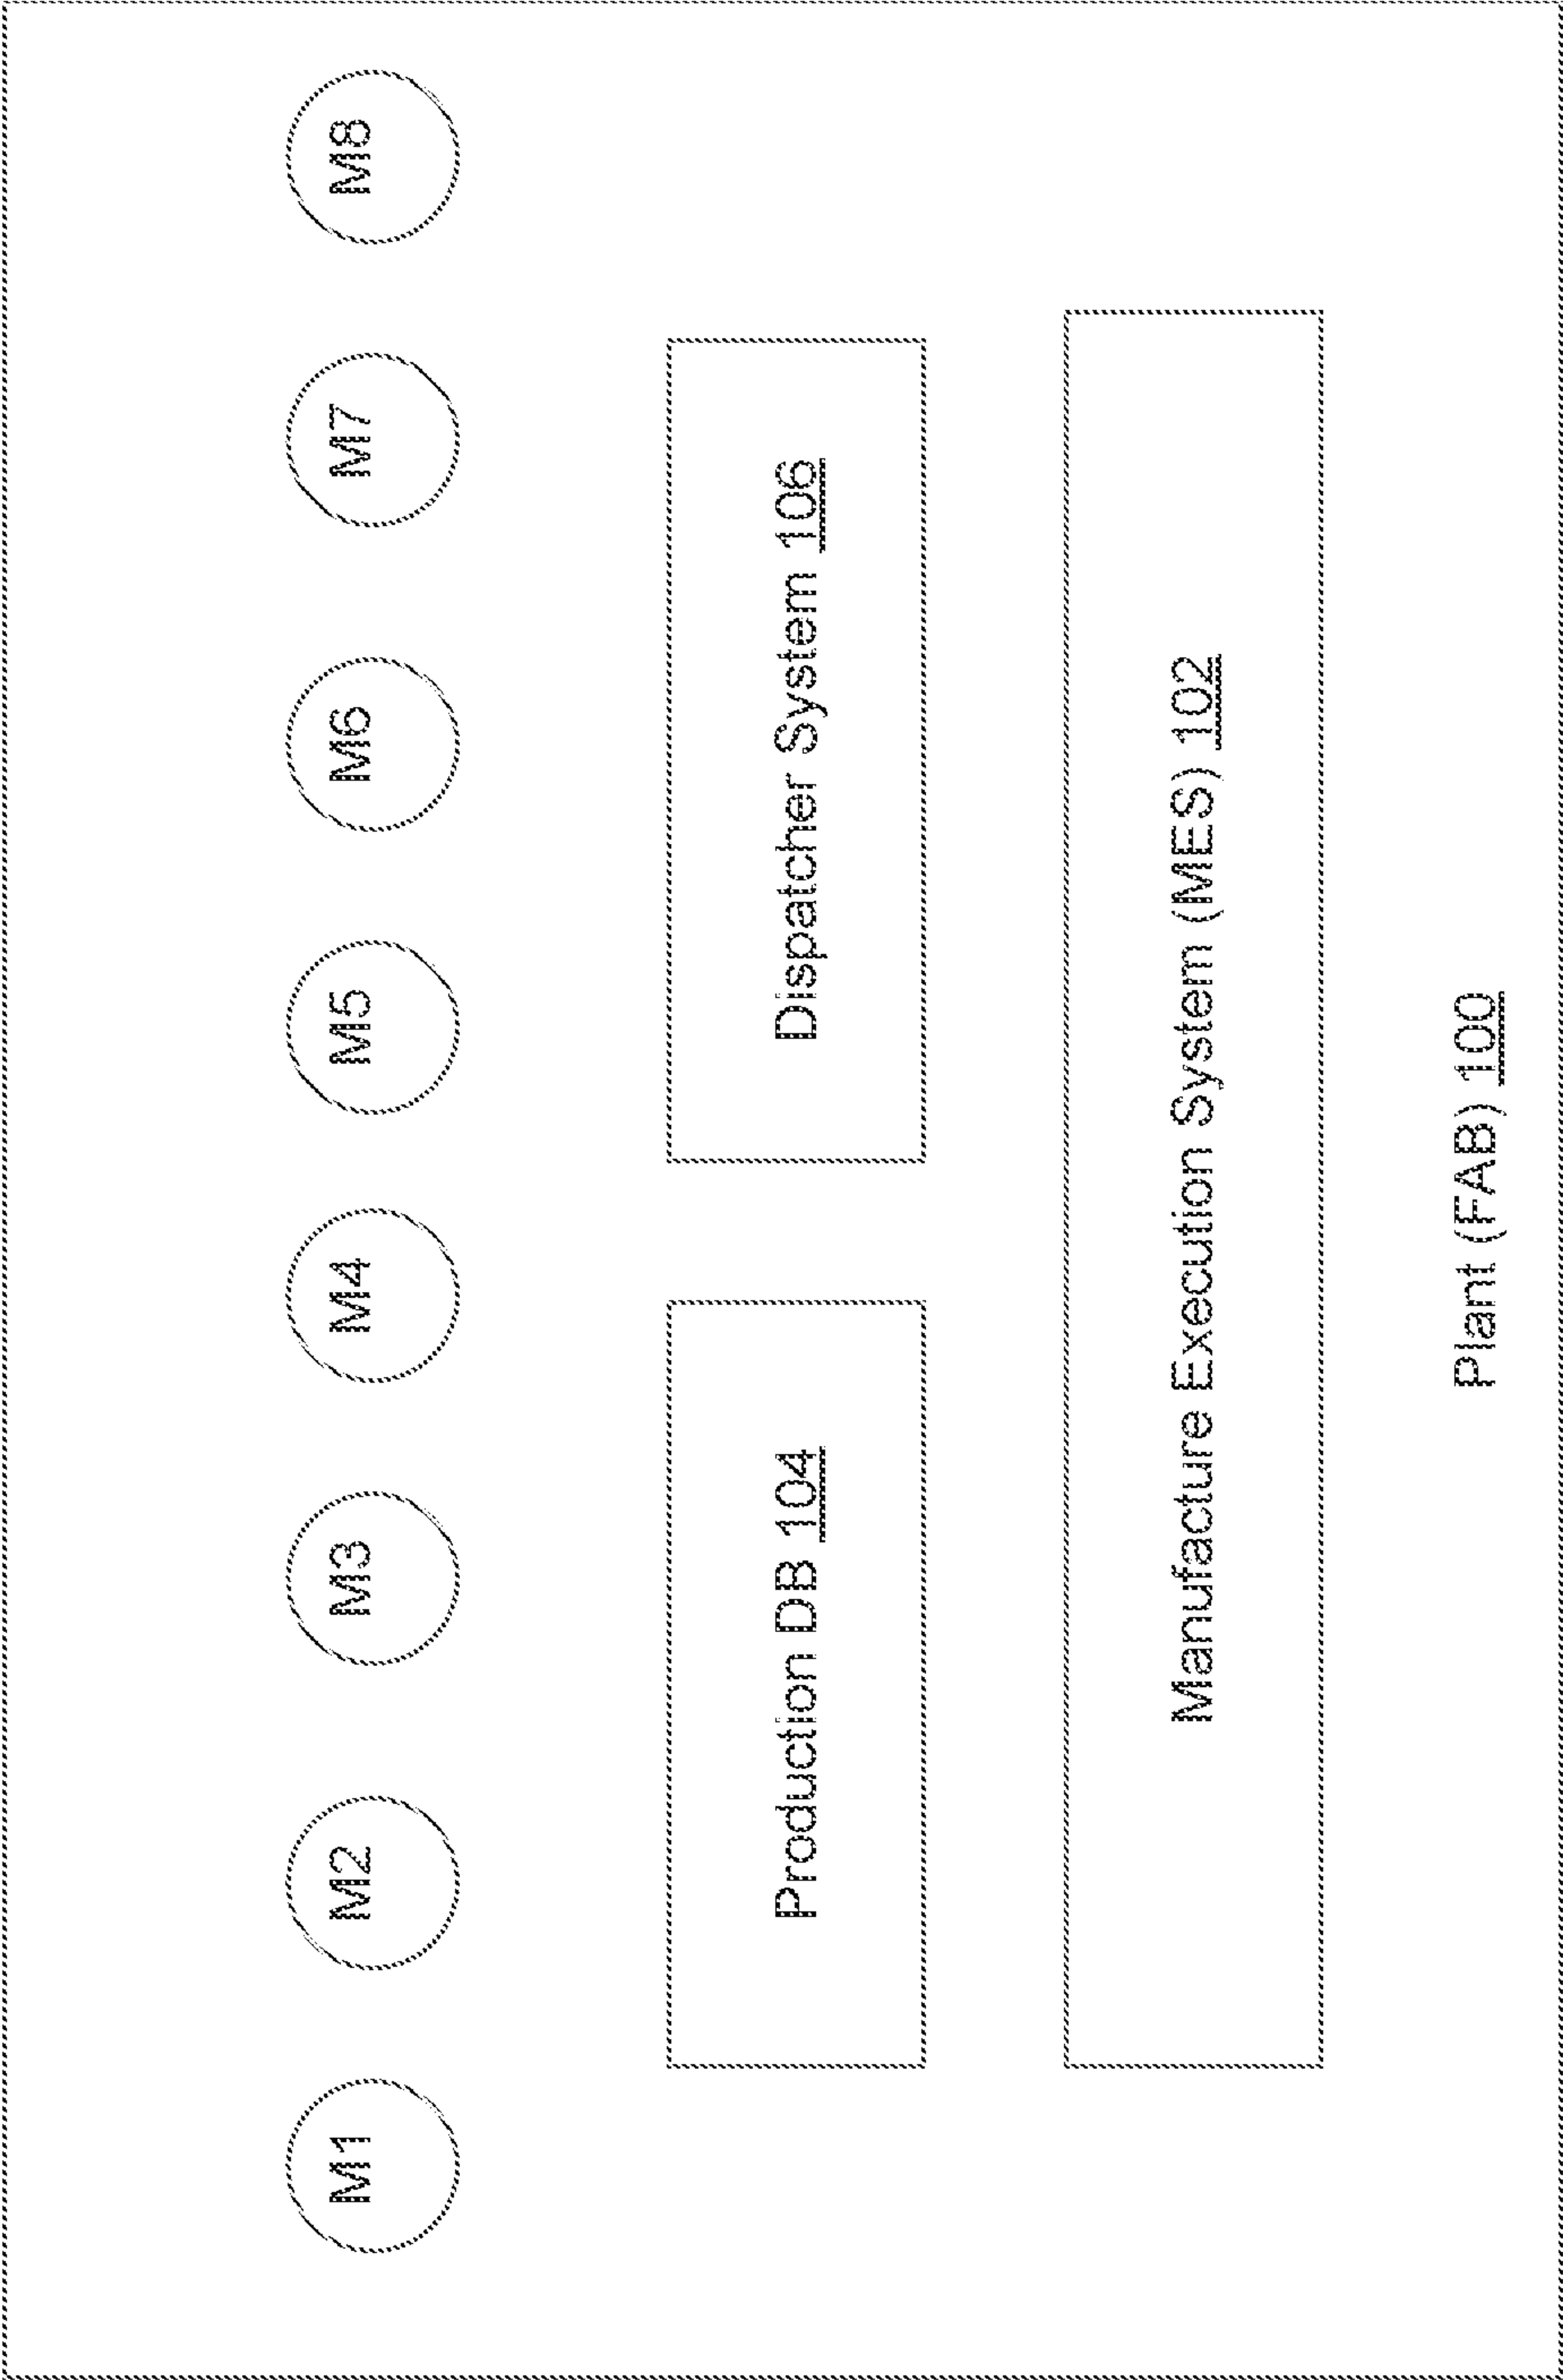 M1
M2
M3
M4
M5
M6
M7
M8
Production DB 104
Dispatcher System 106
Manufacture Execution System (MES) 102
Plant (FAB) 100